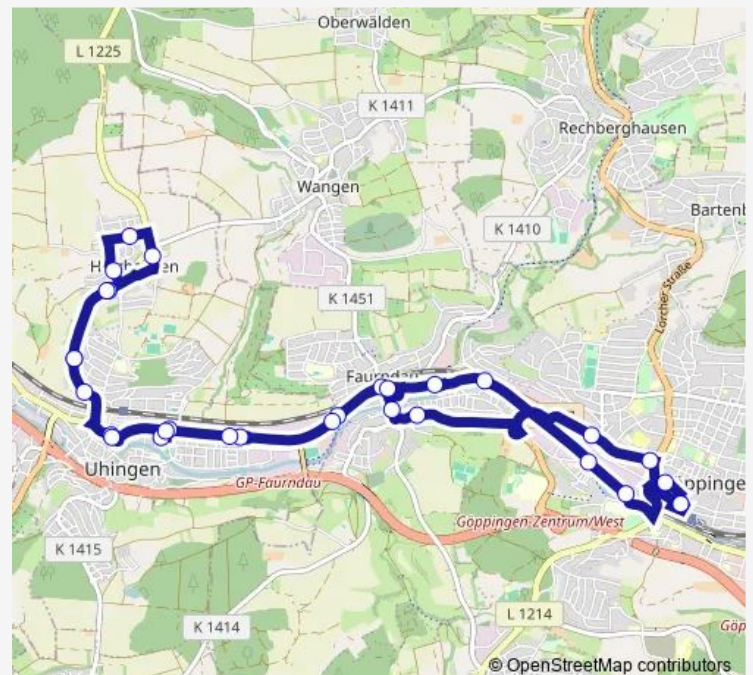 Oberwälden
L 1225
K 1411
Rechberghausen
Wangen
Bartenb
K 1410
K 1451
Lorcher Straße
Faurndau
Uhingen
GP-Faurndau
Göppingen-Zentrum/West
K 1415
K 1414
L 1214
Göp
© OpenStreetMap contributors